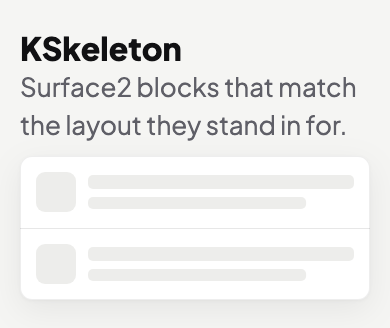 KSkeleton
Surface2 blocks that match
the layout they stand in for.